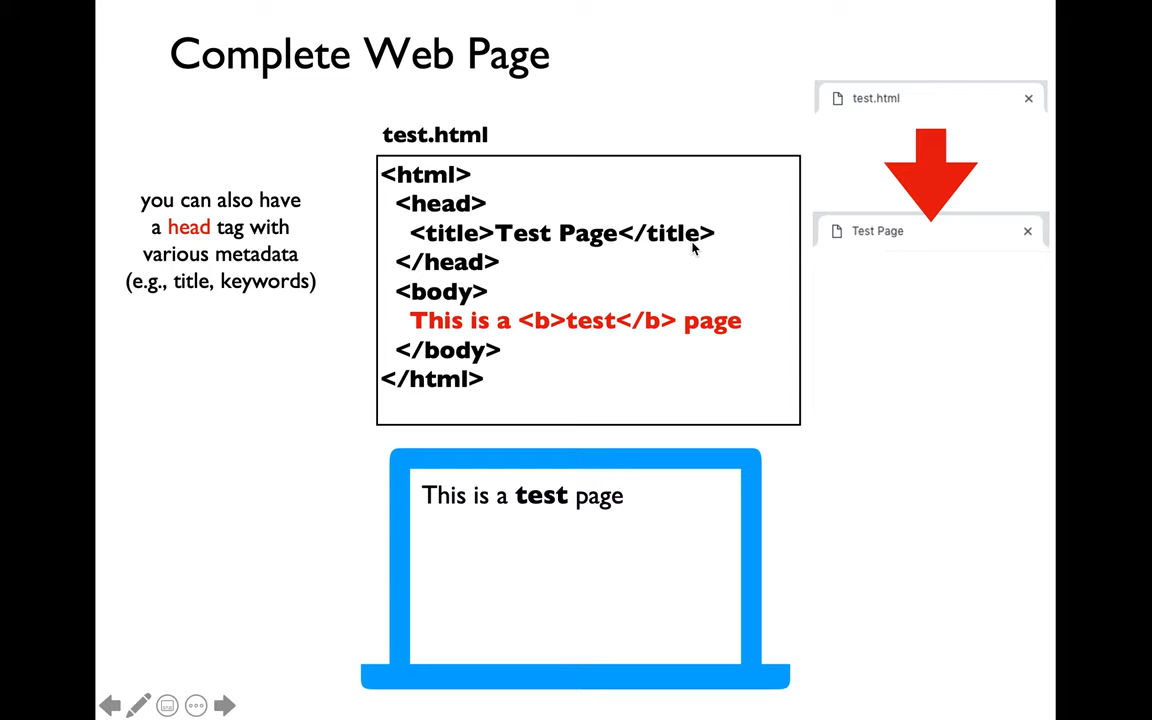 Complete Web Page
test.html
test.html
<html>
<head>
<title>Test Page</title>
</head>
<body>
This is a <b>test</b> page
</body>
</html>
you can also have
a head tag with
various metadata
(e.g., title, keywords)
Test Page
This is a test page